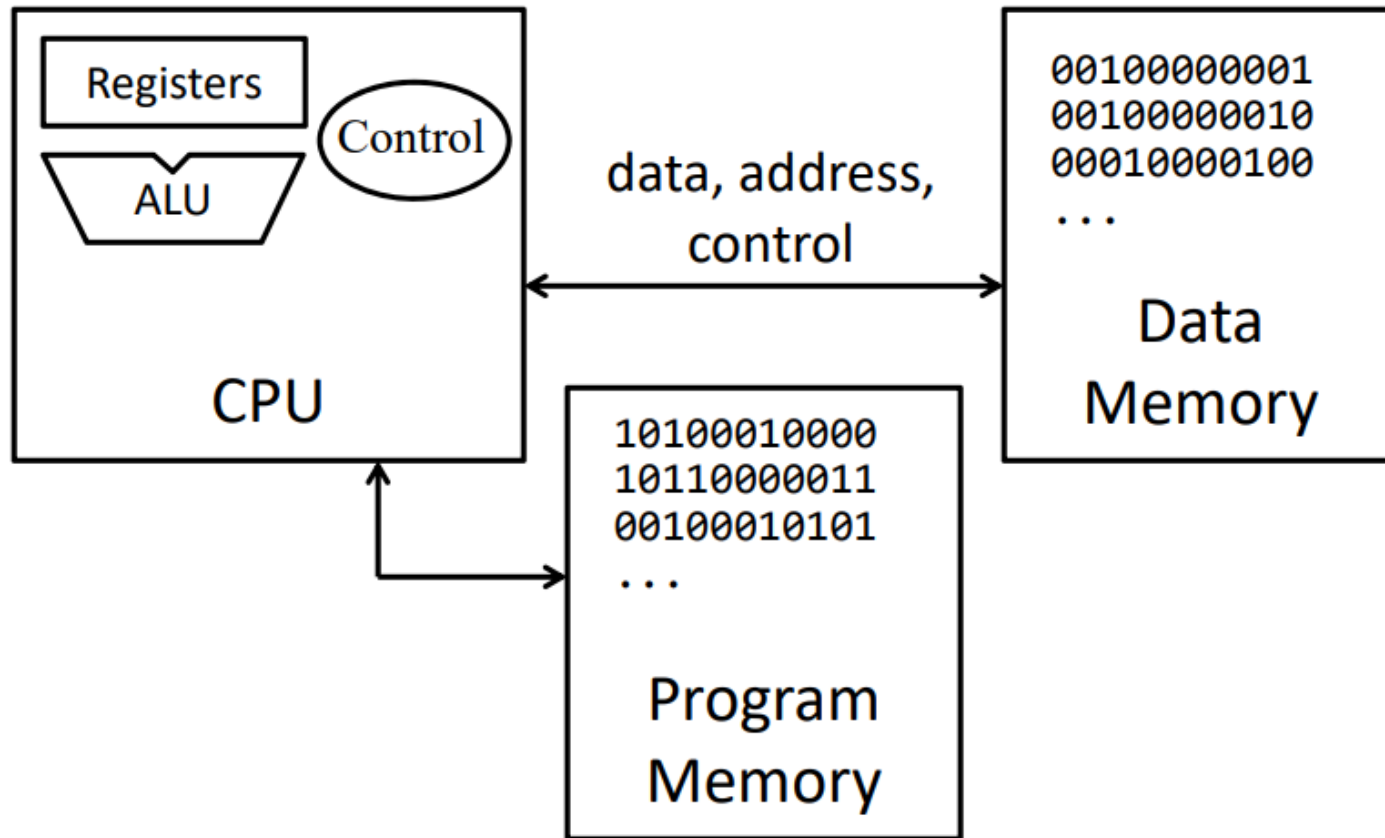 Registers
Control
ALU
CPU
data, address,
control
00100000001
00100000010
00010000100
...
Data
Memory
10100010000
10110000011
00100010101
...
Program
Memory